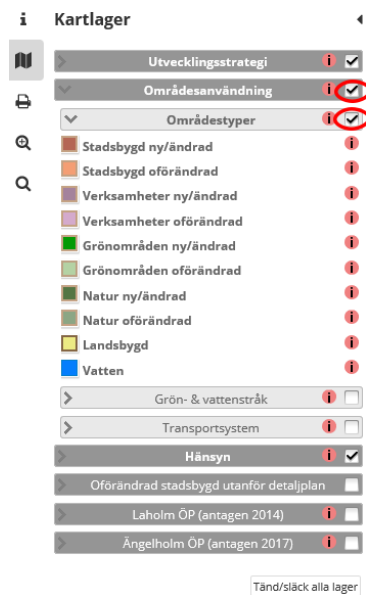 Kartlager
Utvecklingsstrategi
Områdesanvändning
Områdestyper
Stadsbygd ny/ändrad
Stadsbygd oförändrad
Verksamheter ny/ändrad
Verksamheter oförändrad
Grönområden ny/ändrad
Grönområden oförändrad
Natur ny/ändrad
Natur oförändrad
Landsbygd
Vatten
Grön- & vattenstråk
Transportsystem
Hänsyn
Oförändrad stadsbygd utanför detaljplan
Laholm ÖP (antagen 2014)
Ängelholm ÖP (antagen 2017)
Tänd/släck alla lager